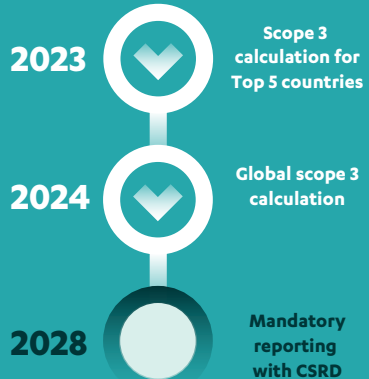 2023
Scope 3
calculation for
Top 5 countries
2024
Global scope 3
calculation
2028
Mandatory
reporting
with CSRD